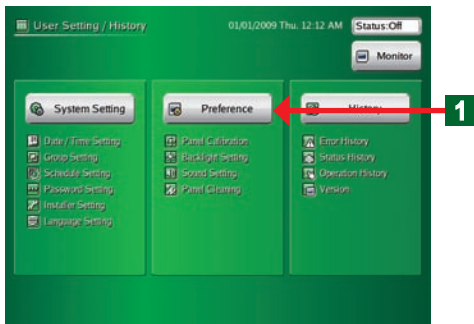 User Setting / History
01/01/2009 Thu. 12:12 AM
Status:Off
Monitor
System Setting
Date / Time Setting
Group Setting
Schedule Setting
Password Setting
Installer Setting
Language Setting
Preference
Panel Calibration
Backlight Setting
Sound Setting
Panel Cleaning
History
Error History
Status History
Operation History
Version
1